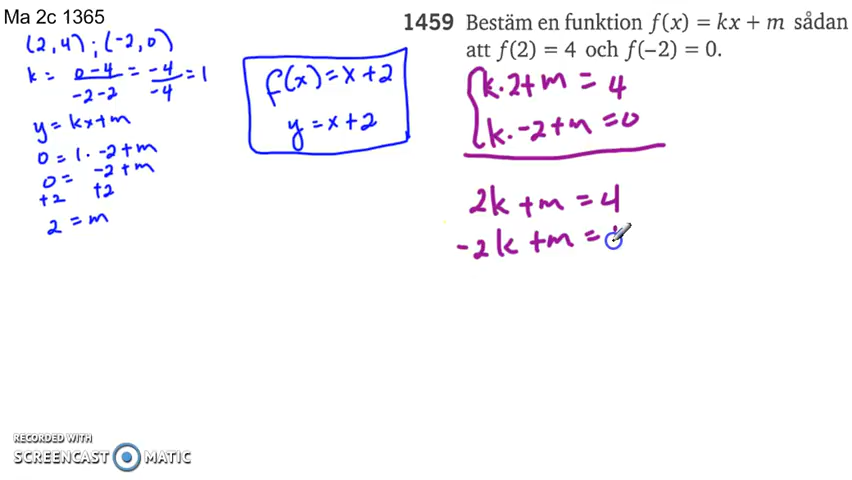 Ma 2c 1365
(2,4) ; (-2,0)
k = 0-4 / -2-2 = -4 / -4 = 1
y = kx+m
0 = 1 · -2+m
0 = -2 +m
+2 +2
2 = m
f(x) = x + 2
y = x + 2
1459 Bestäm en funktion f(x) = kx + m sådan
att f(2) = 4 och f(−2) = 0.
k·2+m = 4
k·-2+m = 0
2k +m = 4
-2k +m =
RECORDED WITH
SCREENCAST MATIC